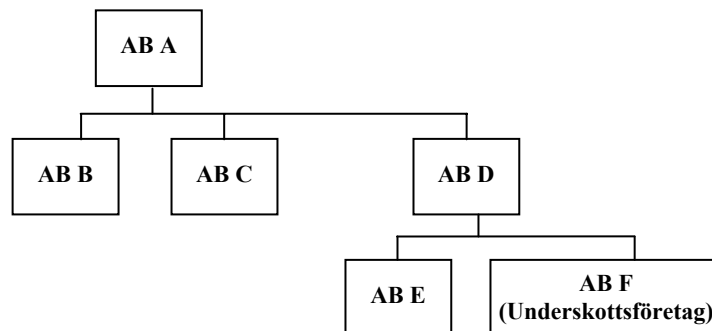 AB A
AB B
AB C
AB D
AB E
AB F
(Underskottsföretag)